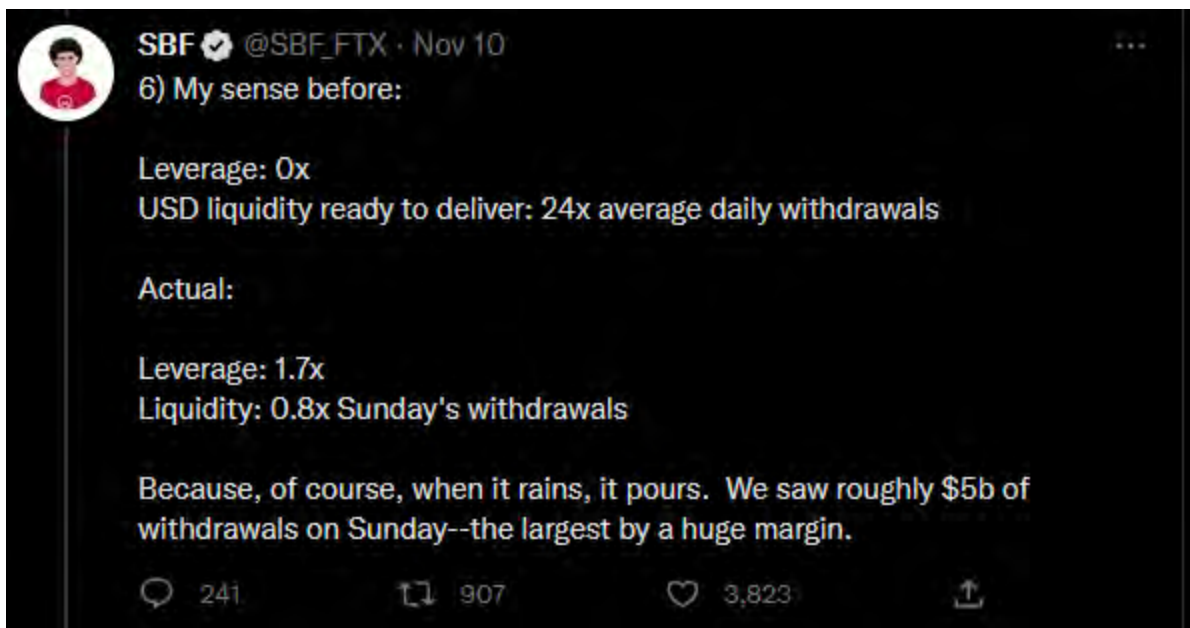 SBF @SBF_FTX · Nov 10
6) My sense before:
Leverage: 0x
USD liquidity ready to deliver: 24x average daily withdrawals
Actual:
Leverage: 1.7x
Liquidity: 0.8x Sunday's withdrawals
Because, of course, when it rains, it pours.  We saw roughly $5b of
withdrawals on Sunday--the largest by a huge margin.
241 907 3,823